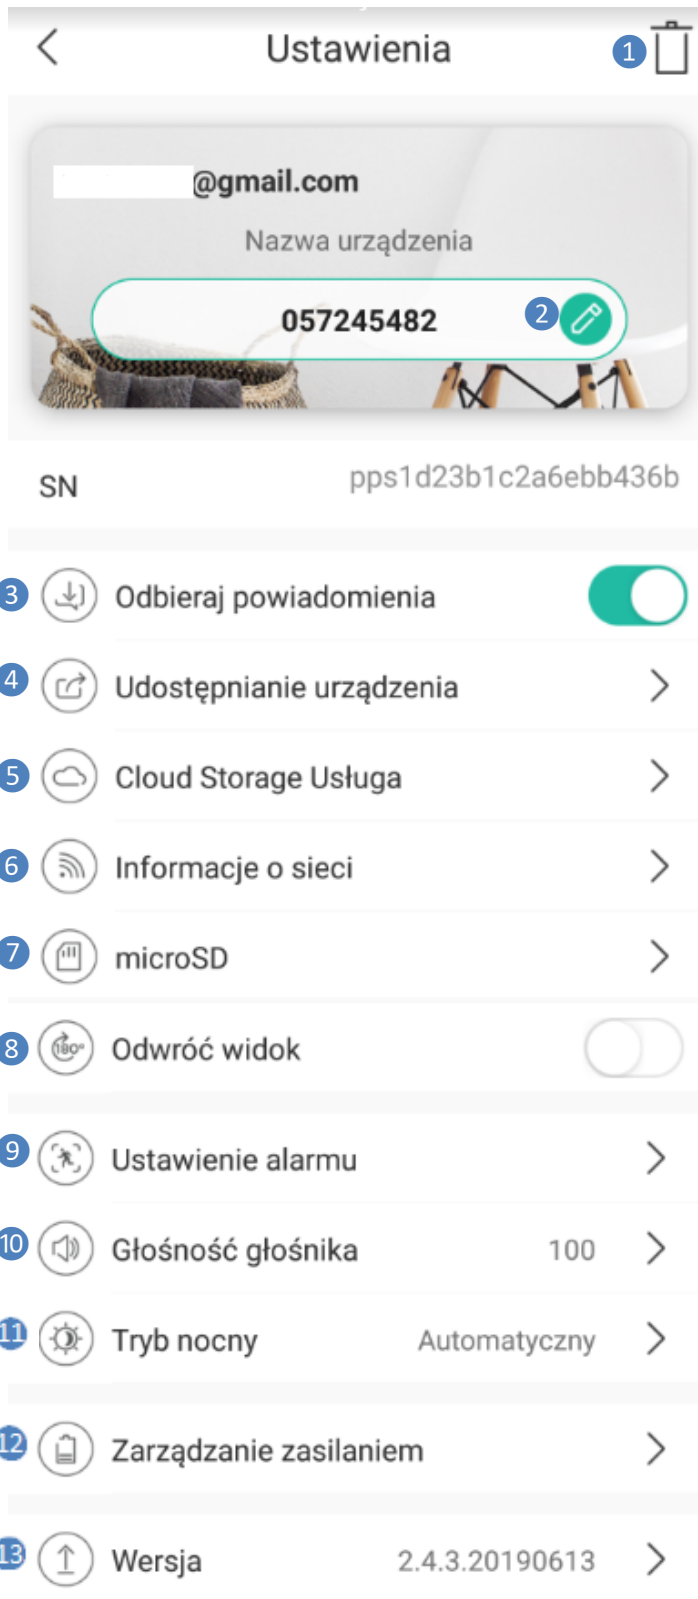 Ustawienia 1
@gmail.com
Nazwa urządzenia
057245482 2
SN pps1d23b1c2a6ebb436b
3 Odbieraj powiadomienia
4 Udostępnianie urządzenia
5 Cloud Storage Usługa
6 Informacje o sieci
7 microSD
8 180° Odwróć widok
9 Ustawienie alarmu
10 Głośność głośnika 100
11 Tryb nocny Automatyczny
12 Zarządzanie zasilaniem
13 Wersja 2.4.3.20190613